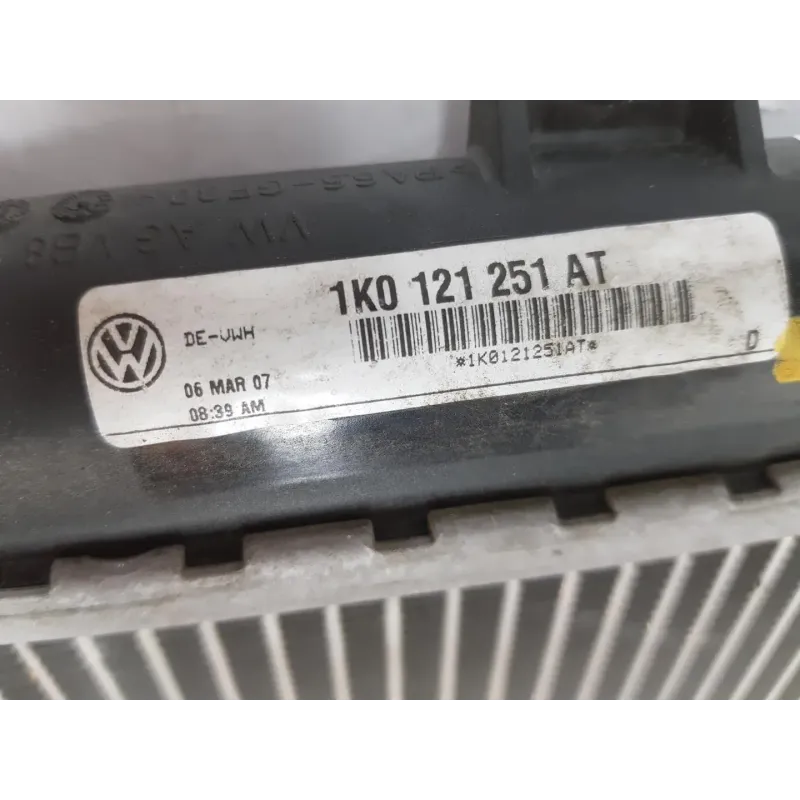 1K0 121 251 AT
*1K0121251AT*
DE-VWH
06 MAR 07
08:39 AM
D